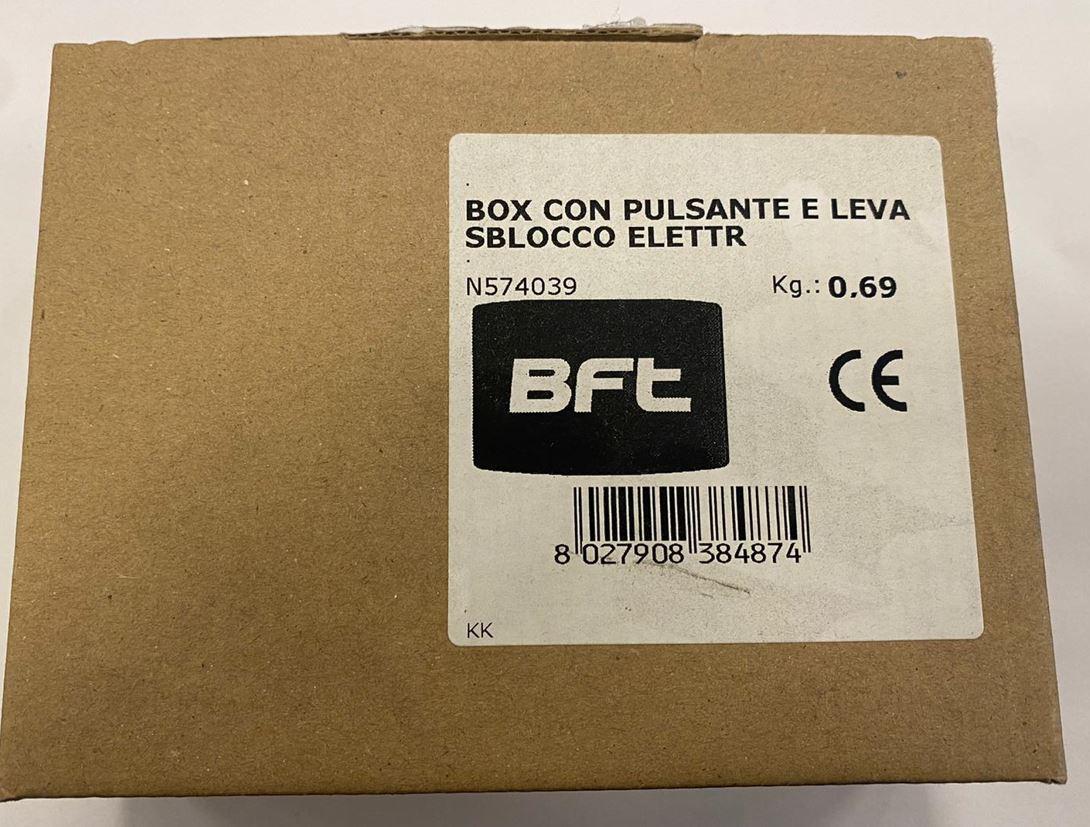 BOX CON PULSANTE E LEVA
SBLOCCO ELETTR
N574039 Kg.: 0.69
BFt
CE
8 027908 384874
KK